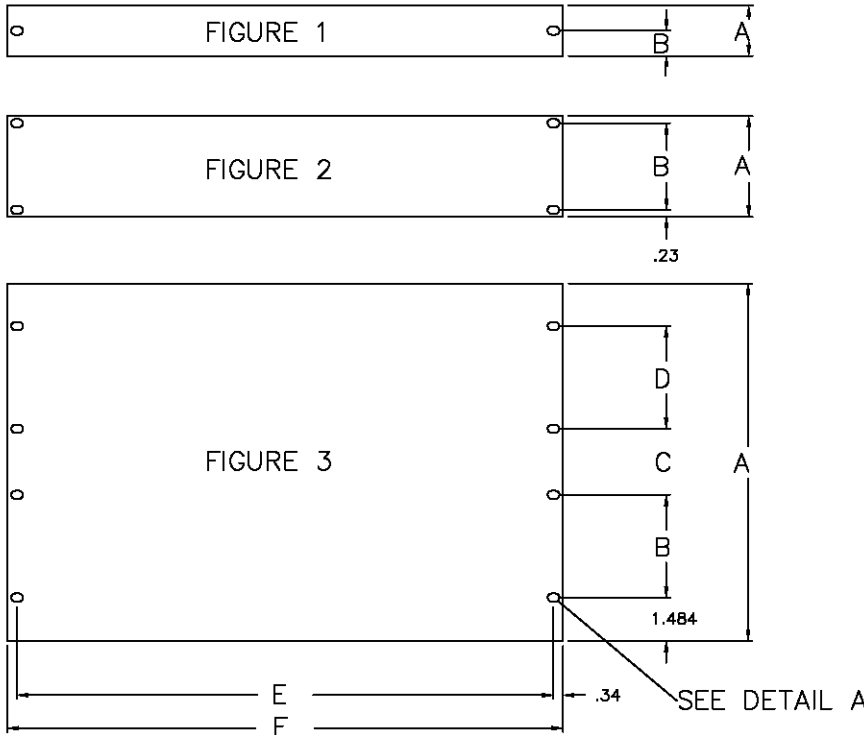 FIGURE 1
B
A
FIGURE 2
B
A
.23
D
FIGURE 3
C
A
B
1.484
E
.34
SEE DETAIL A
F